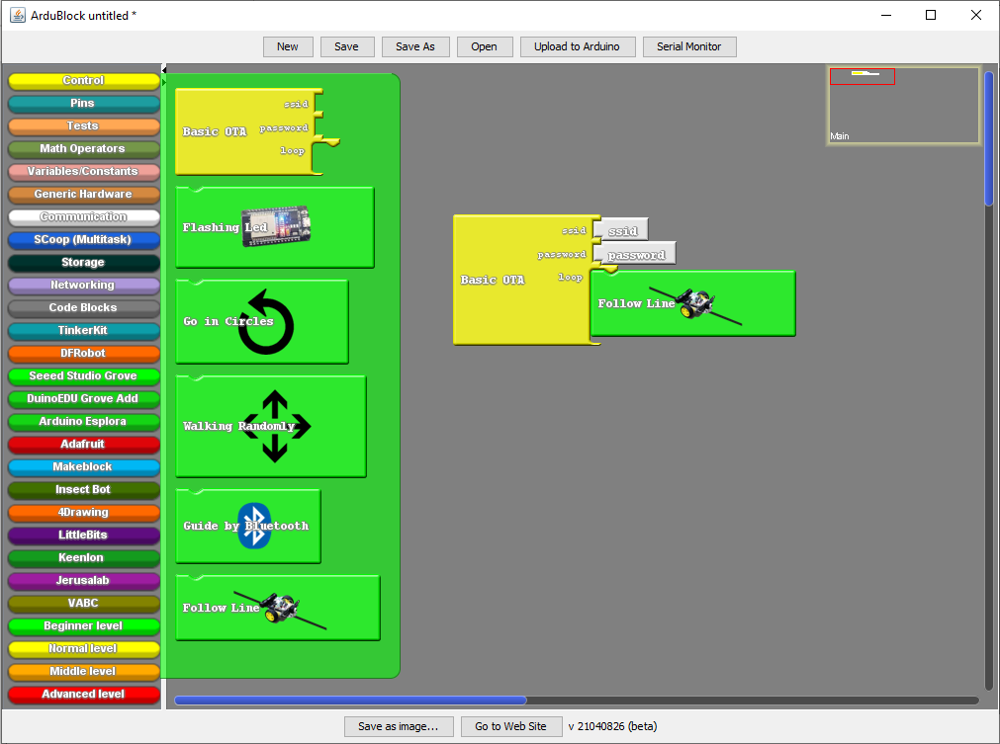 ArduBlock untitled *
New Save Save As Open Upload to Arduino Serial Monitor
Control
Pins
Tests
Math Operators
Variables/Constants
Generic Hardware
Communication
SCoop (Multitask)
Storage
Networking
Code Blocks
TinkerKit
DFRobot
Seeed Studio Grove
DuinoEDU Grove Add
Arduino Esplora
Adafruit
Makeblock
Insect Bot
4Drawing
LittleBits
Keenlon
Jerusalab
VABC
Beginner level
Normal level
Middle level
Advanced level
ssid
Basic OTA password
loop
Flashing Led
Go in Circles
Walking Randomly
Guide by Bluetooth
Follow Line
ssid ssid
password password
Basic OTA loop
Follow Line
Main
Save as image... Go to Web Site v 21040826 (beta)